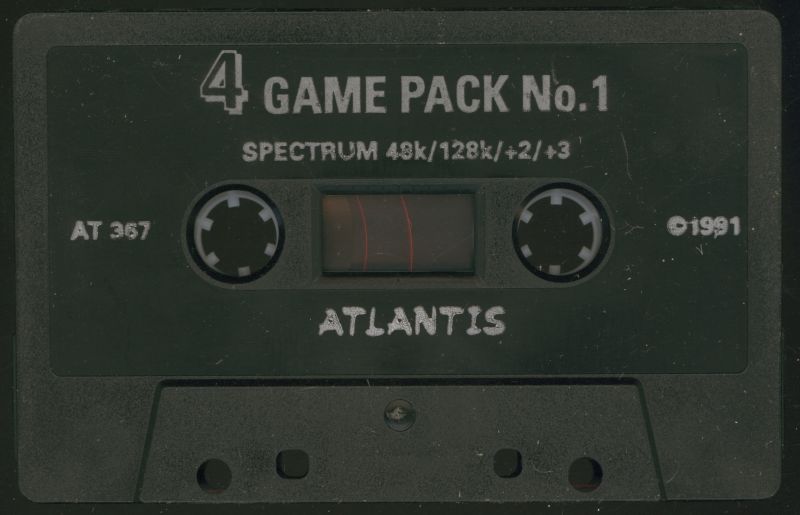 4 GAME PACK No.1
SPECTRUM 48k/128k/+2/+3
AT 367
©1991
ATLANTIS